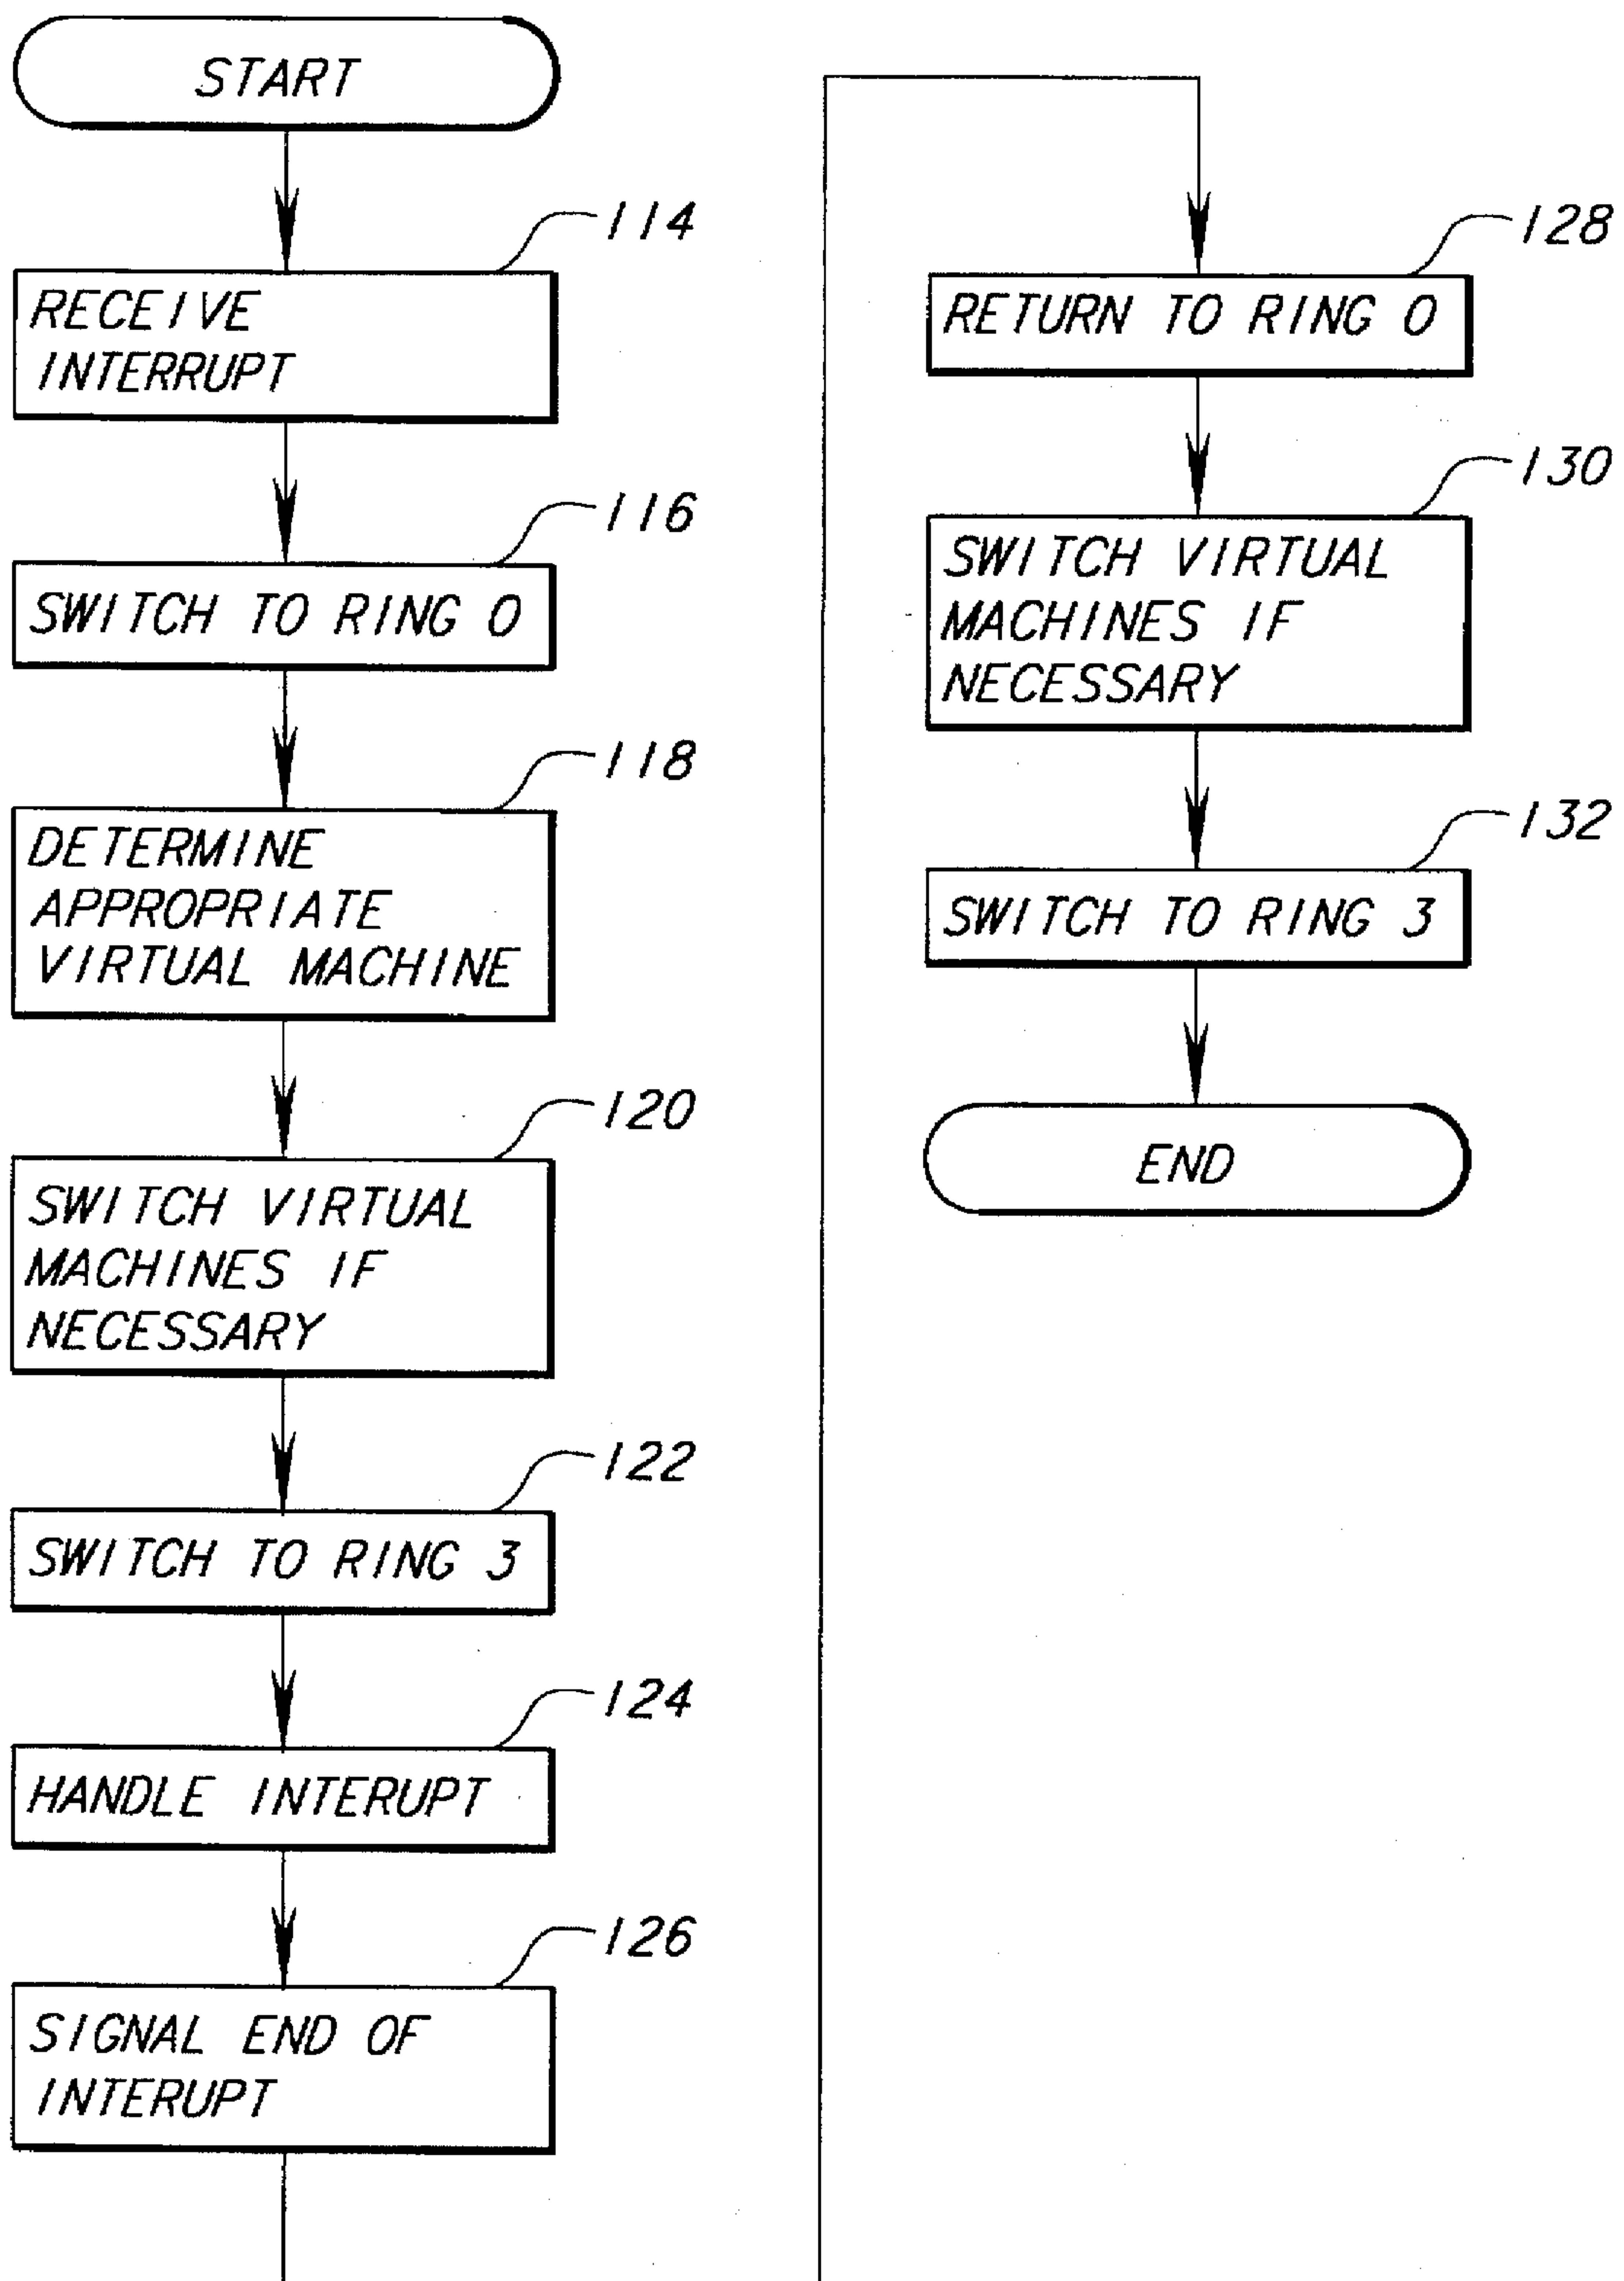 START
114
RECEIVE
INTERRUPT
116
SWITCH TO RING 0
118
DETERMINE
APPROPRIATE
VIRTUAL MACHINE
120
SWITCH VIRTUAL
MACHINES IF
NECESSARY
122
SWITCH TO RING 3
124
HANDLE INTERUPT
126
SIGNAL END OF
INTERUPT
128
RETURN TO RING 0
130
SWITCH VIRTUAL
MACHINES IF
NECESSARY
132
SWITCH TO RING 3
END